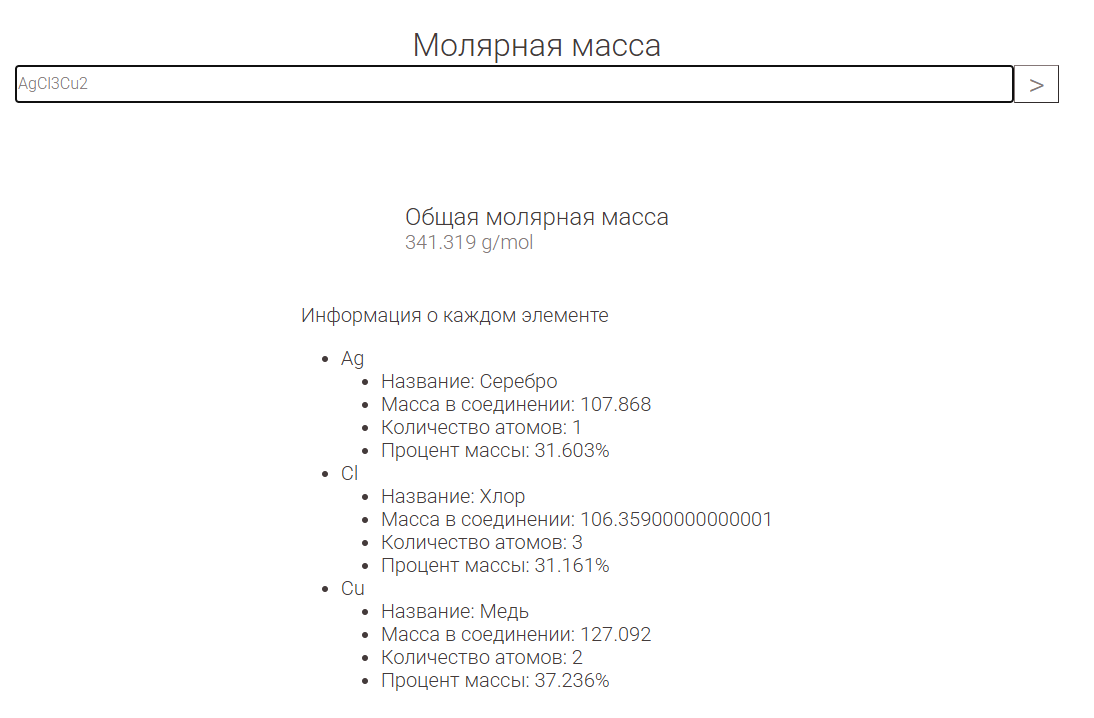 Молярная масса
AgCl3Cu2 >
Общая молярная масса
341.319 g/mol
Информация о каждом элементе
Ag
Название: Серебро
Масса в соединении: 107.868
Количество атомов: 1
Процент массы: 31.603%
Cl
Название: Хлор
Масса в соединении: 106.35900000000001
Количество атомов: 3
Процент массы: 31.161%
Cu
Название: Медь
Масса в соединении: 127.092
Количество атомов: 2
Процент массы: 37.236%